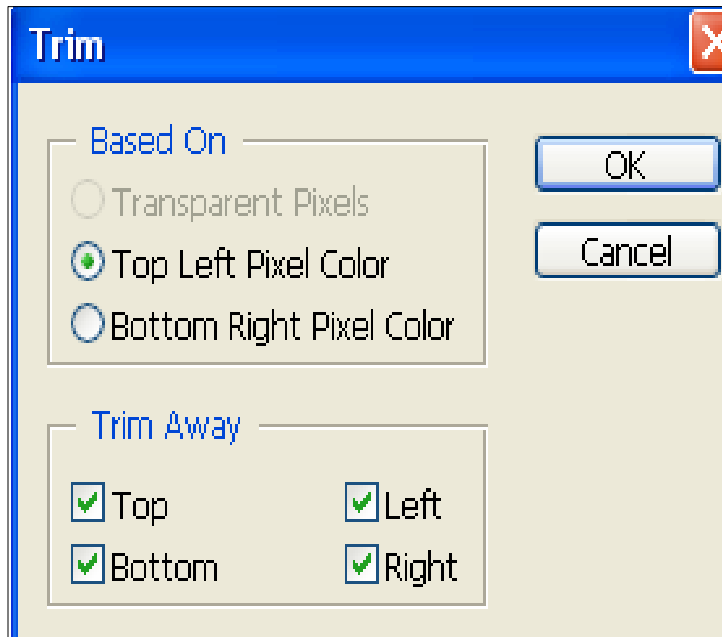 Trim
Based On
Transparent Pixels
Top Left Pixel Color
Bottom Right Pixel Color
OK
Cancel
Trim Away
Top
Left
Bottom
Right